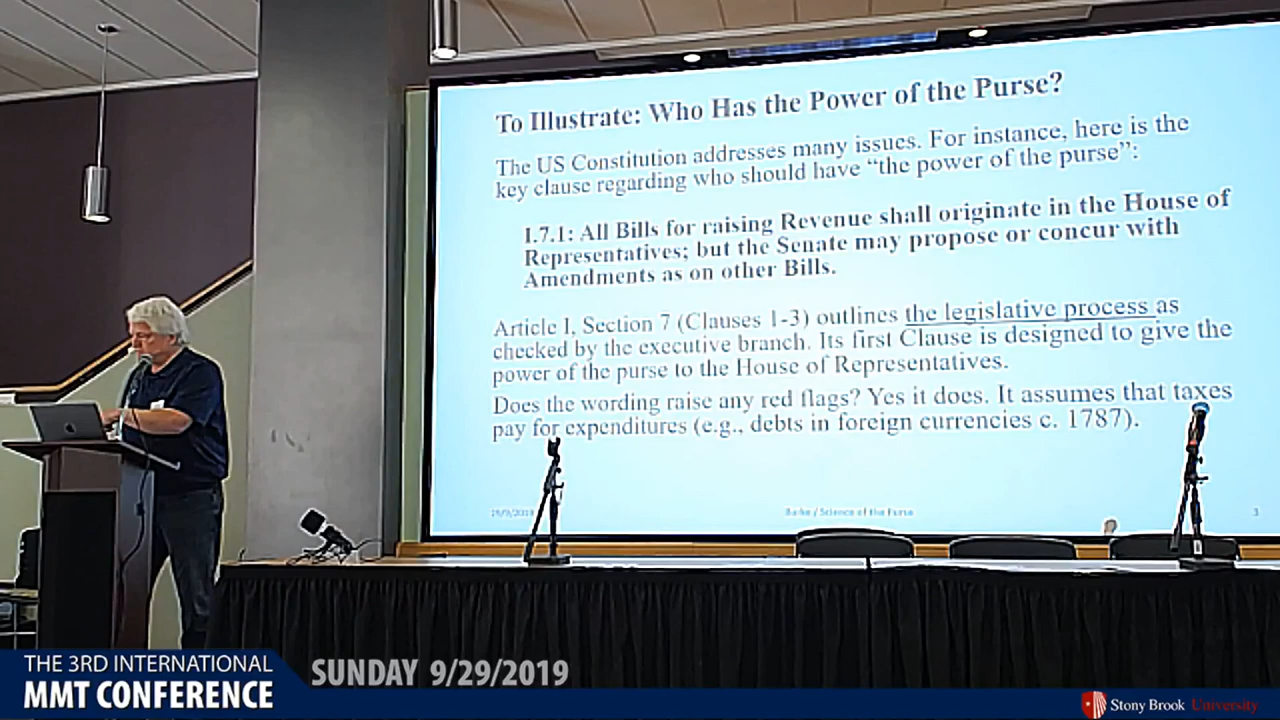 To Illustrate: Who Has the Power of the Purse?
The US Constitution addresses many issues. For instance, here is the
key clause regarding who should have “the power of the purse”:
I.7.1: All Bills for raising Revenue shall originate in the House of
Representatives; but the Senate may propose or concur with
Amendments as on other Bills.
Article I, Section 7 (Clauses 1-3) outlines the legislative process as
checked by the executive branch. Its first Clause is designed to give the
power of the purse to the House of Representatives.
Does the wording raise any red flags? Yes it does. It assumes that taxes
pay for expenditures (e.g., debts in foreign currencies c. 1787).
/ Science of the Purse
3
THE 3RD INTERNATIONAL
MMT CONFERENCE
SUNDAY 9/29/2019
Stony Brook University